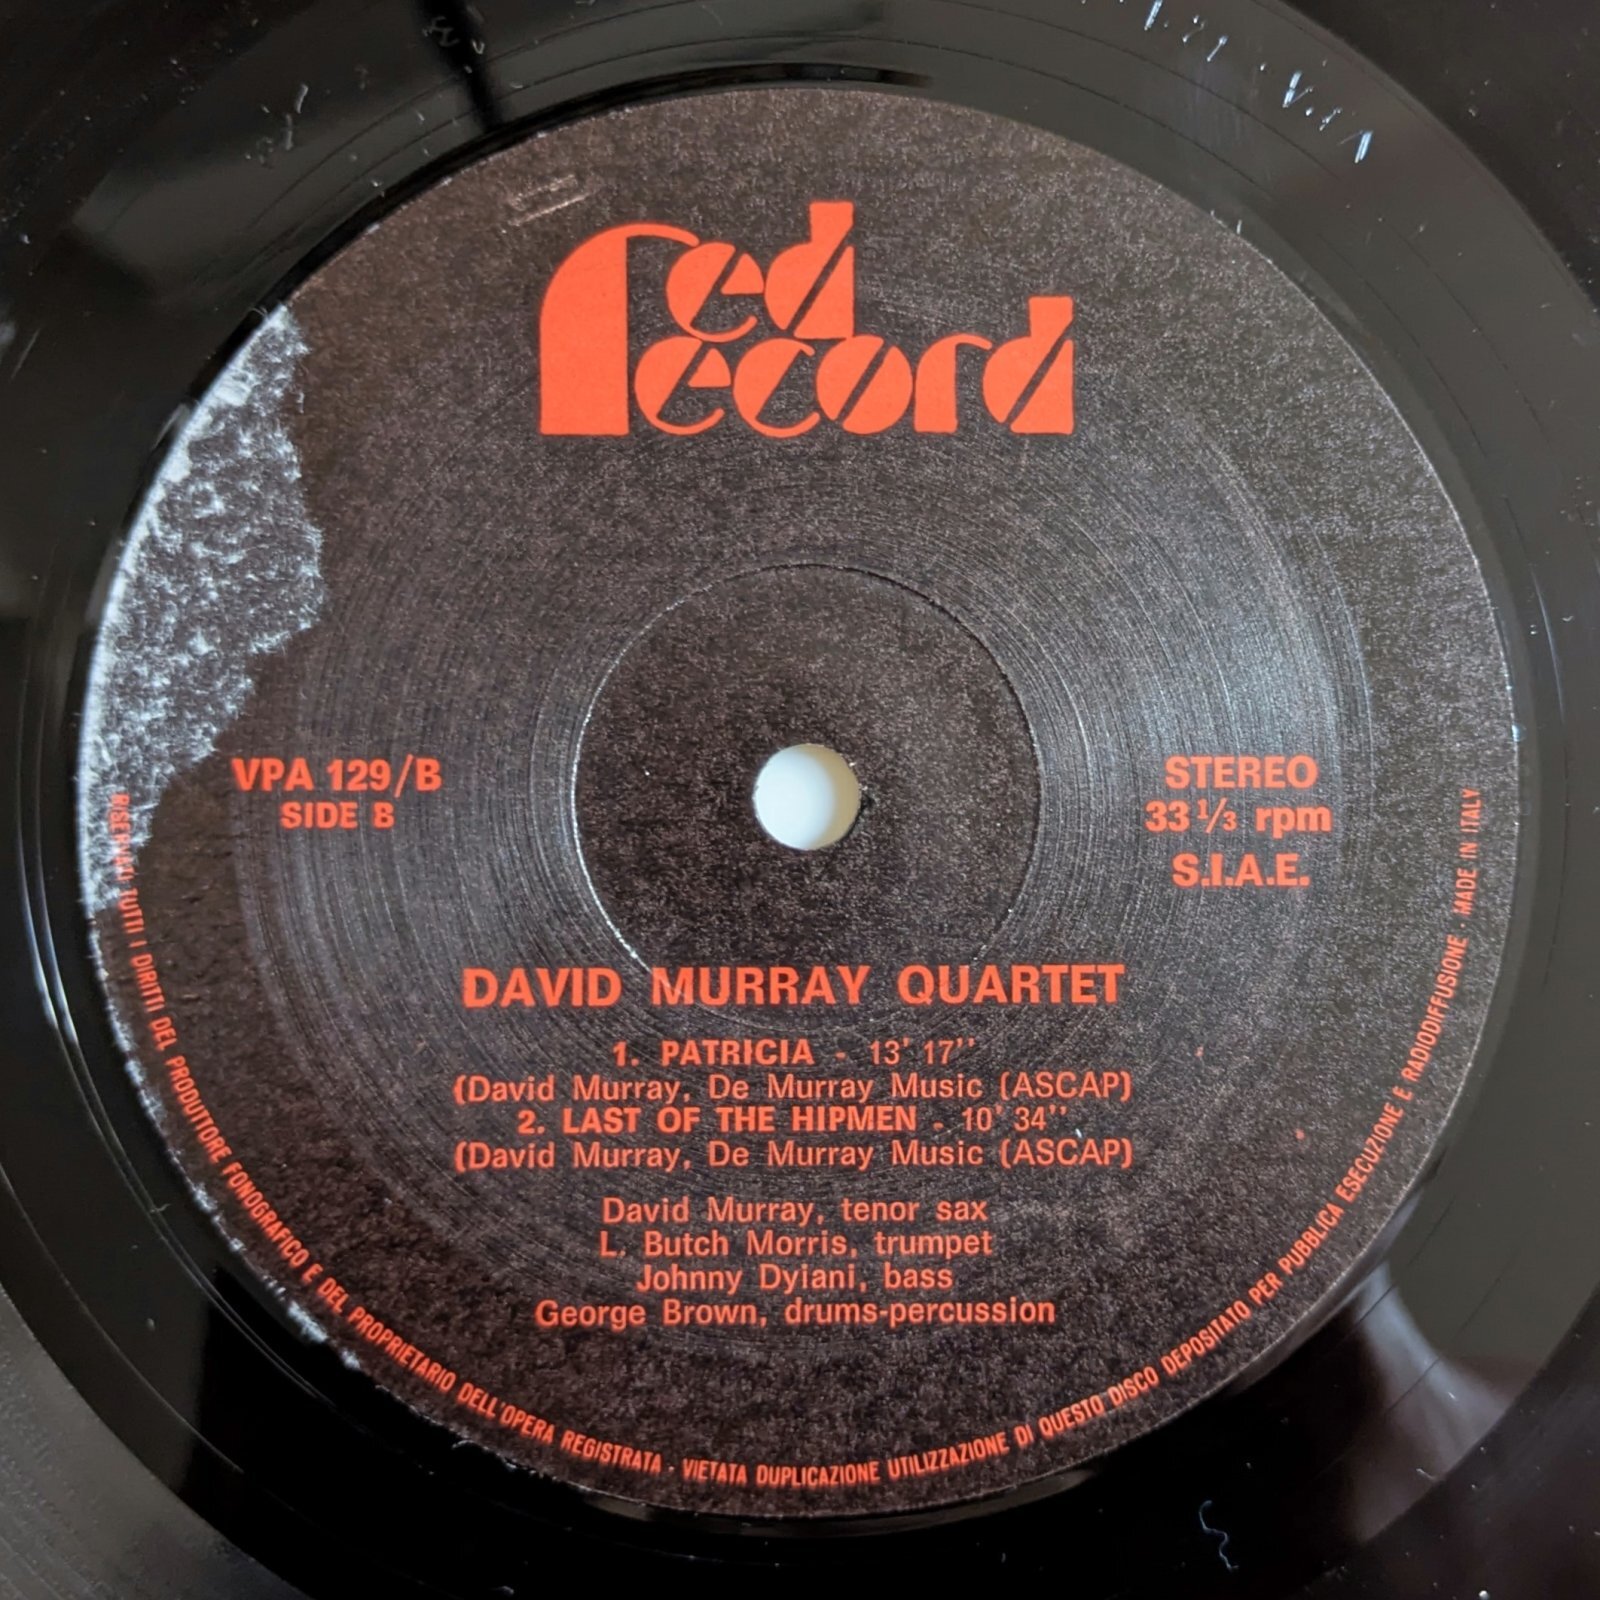 red
record
VPA 129/B
SIDE B
STEREO
33 1/3 rpm
S.I.A.E.
DAVID MURRAY QUARTET
1. PATRICIA - 13' 17''
(David Murray, De Murray Music (ASCAP)
2. LAST OF THE HIPMEN - 10' 34''
(David Murray, De Murray Music (ASCAP)
David Murray, tenor sax
L. Butch Morris, trumpet
Johnny Dyiani, bass
George Brown, drums-percussion
TUTTI I DIRITTI DEL PRODUTTORE FONOGRAFICO E DEL PROPRIETARIO DELL'OPERA REGISTRATA - VIETATA DUPLICAZIONE UTILIZZAZIONE DI QUESTO DISCO DEPOSITATO PER PUBBLICA ESECUZIONE E RADIODIFFUSIONE - MADE IN ITALY